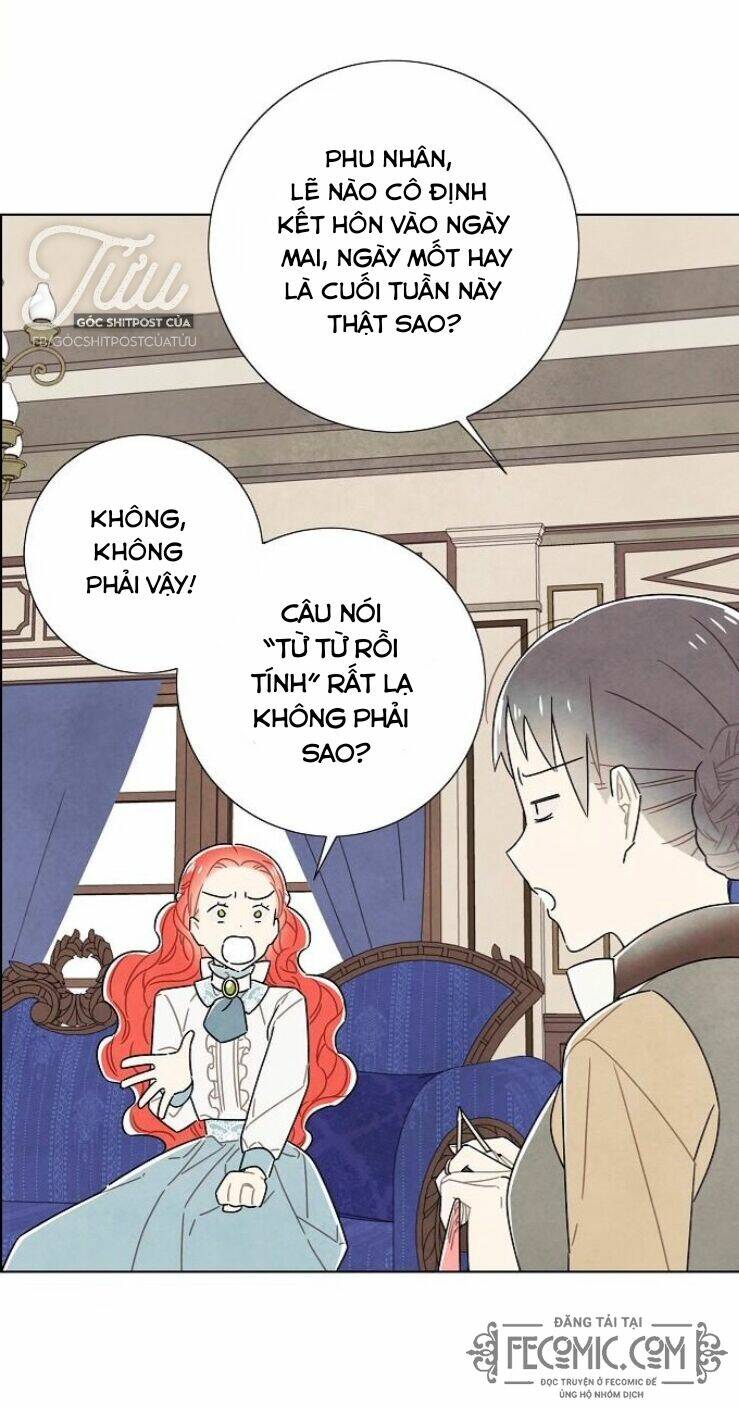 PHU NHÂN,
LẼ NÀO CÔ ĐỊNH
KẾT HÔN VÀO NGÀY
MAI, NGÀY MỐT HAY
LÀ CUỐI TUẦN NÀY
THẬT SAO?
Tửu
GÓC SHITPOST CỦA
FB/GOCSHITPOSTCUATUU
KHÔNG,
KHÔNG
PHẢI VẬY!
CÂU NÓI
“TỪ TỪ RỒI
TÍNH” RẤT LẠ
KHÔNG PHẢI
SAO?
ĐĂNG TẢI TẠI
FECOMIC.COM
ĐỌC TRUYỆN Ở FECOMIC ĐỂ
ỦNG HỘ NHÓM DỊCH